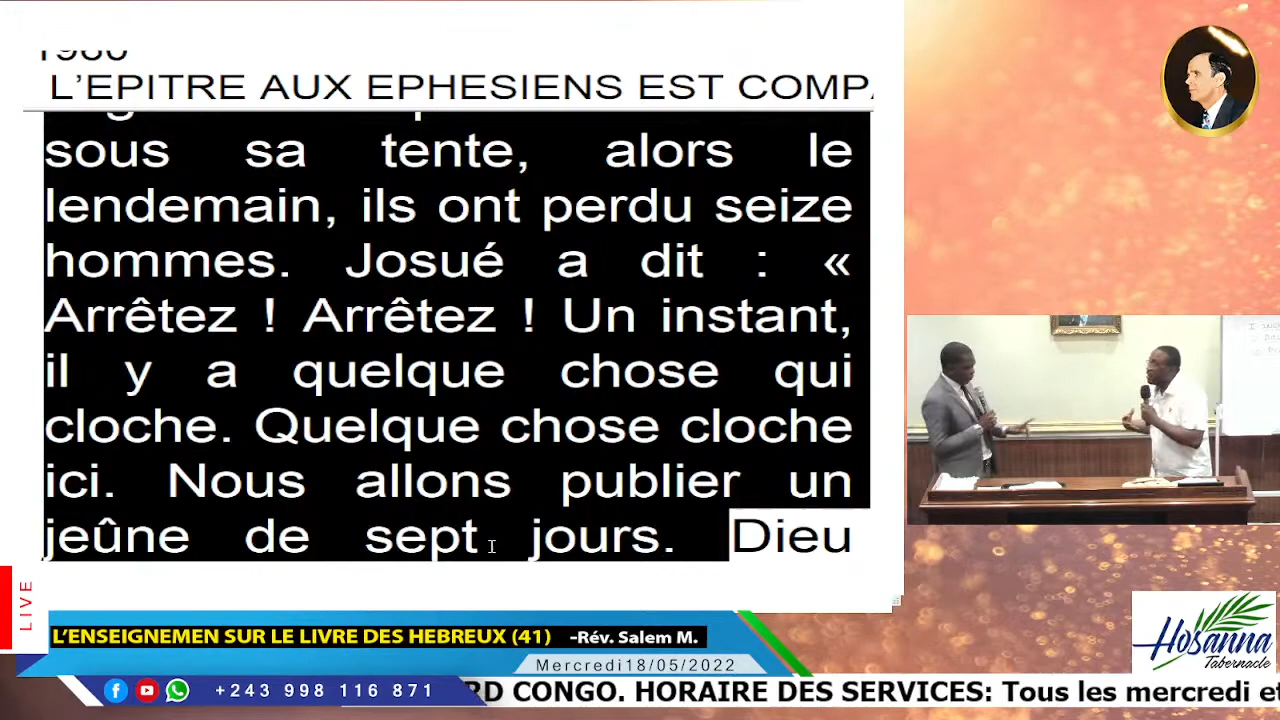 L’EPITRE AUX EPHESIENS EST COMPA
sous sa tente, alors le
lendemain, ils ont perdu seize
hommes. Josué a dit : «
Arrêtez ! Arrêtez ! Un instant,
il y a quelque chose qui
cloche. Quelque chose cloche
ici. Nous allons publier un
jeûne de sept jours. Dieu
LIVE
L’ENSEIGNEMEN SUR LE LIVRE DES HEBREUX (41) -Rév. Salem M.
Mercredi18/05/2022
+243 998 116 871
RD CONGO. HORAIRE DES SERVICES: Tous les mercredi et
Hosanna
Tabernacle